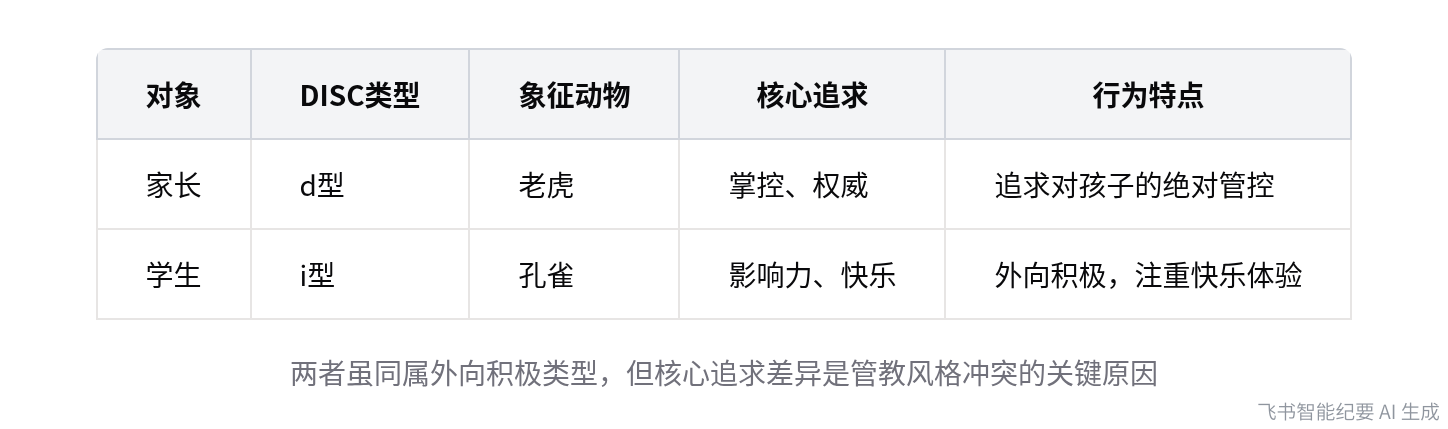 对象 DISC类型 象征动物 核心追求 行为特点
家长 d型 老虎 掌控、权威 追求对孩子的绝对管控
学生 i型 孔雀 影响力、快乐 外向积极，注重快乐体验
两者虽同属外向积极类型，但核心追求差异是管教风格冲突的关键原因
飞书智能纪要 AI 生成